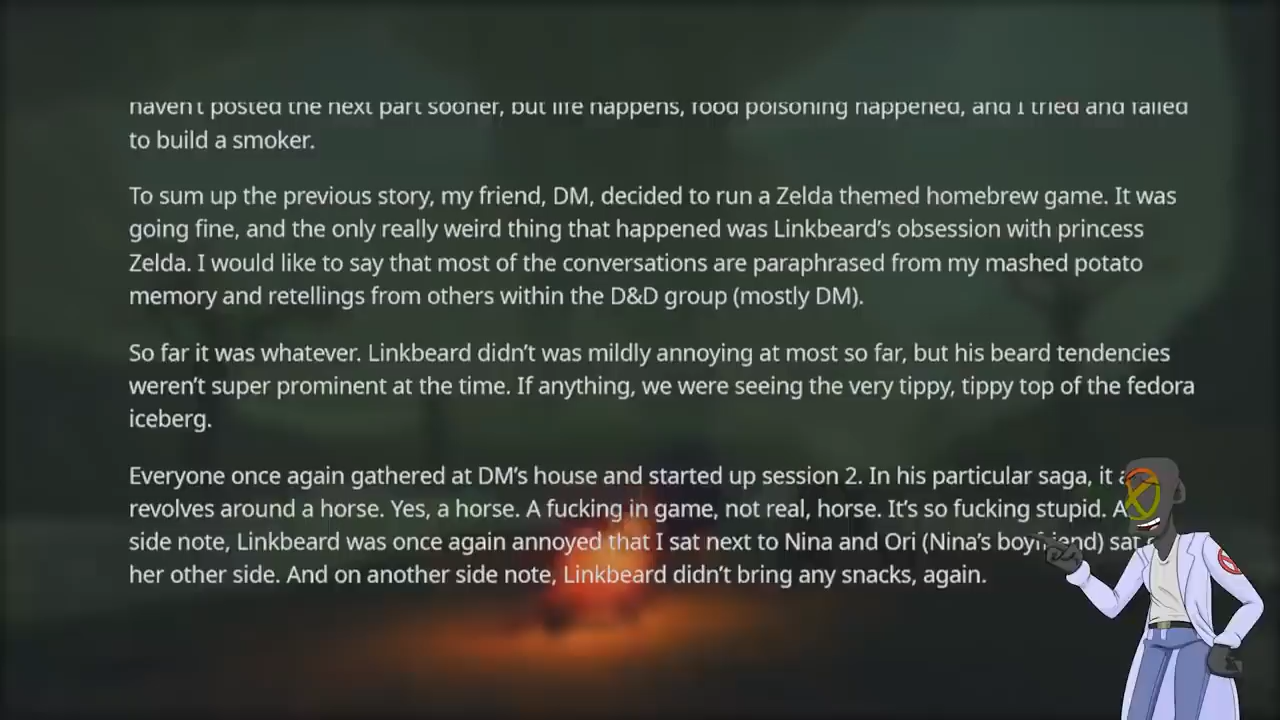 haven't posted the next part sooner, but life happens, food poisoning happened, and I tried and failed
to build a smoker.
To sum up the previous story, my friend, DM, decided to run a Zelda themed homebrew game. It was
going fine, and the only really weird thing that happened was Linkbeard’s obsession with princess
Zelda. I would like to say that most of the conversations are paraphrased from my mashed potato
memory and retellings from others within the D&D group (mostly DM).
So far it was whatever. Linkbeard didn’t was mildly annoying at most so far, but his beard tendencies
weren’t super prominent at the time. If anything, we were seeing the very tippy, tippy top of the fedora
iceberg.
Everyone once again gathered at DM’s house and started up session 2. In his particular saga, it
revolves around a horse. Yes, a horse. A fucking in game, not real, horse. It’s so fucking stupid.
side note, Linkbeard was once again annoyed that I sat next to Nina and Ori (Nina’s boyfriend) sat
her other side. And on another side note, Linkbeard didn’t bring any snacks, again.